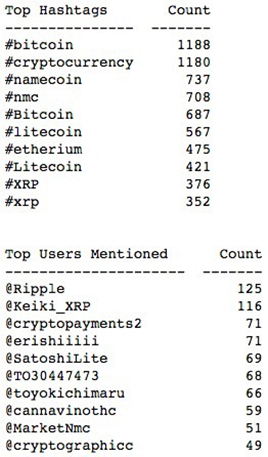 Top Hashtags Count
--------------- -------
#bitcoin 1188
#cryptocurrency 1180
#namecoin 737
#nmc 708
#Bitcoin 687
#litecoin 567
#etherium 475
#Litecoin 421
#XRP 376
#xrp 352
Top Users Mentioned Count
--------------------- -------
@Ripple 125
@Keiki_XRP 116
@cryptopayments2 71
@erishiiiii 71
@SatoshiLite 69
@TO30447473 68
@toyokichimaru 66
@cannavinothc 59
@MarketNmc 51
@cryptographicc 49